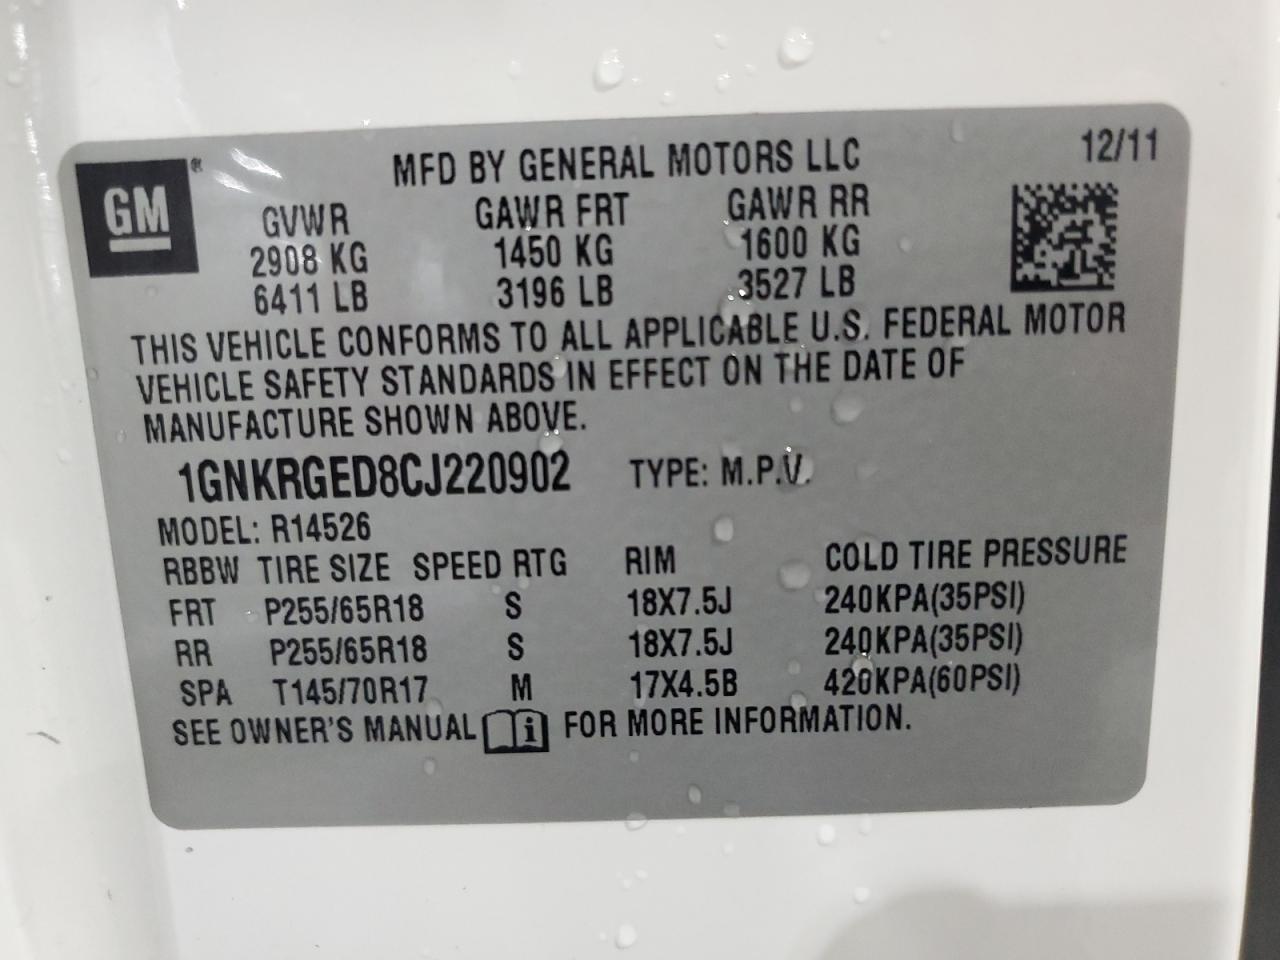 GM ®
MFD BY GENERAL MOTORS LLC 12/11
GVWR GAWR FRT GAWR RR
2908 KG 1450 KG 1600 KG
6411 LB 3196 LB 3527 LB
THIS VEHICLE CONFORMS TO ALL APPLICABLE U.S. FEDERAL MOTOR
VEHICLE SAFETY STANDARDS IN EFFECT ON THE DATE OF
MANUFACTURE SHOWN ABOVE.
1GNKRGED8CJ220902 TYPE: M.P.V.
MODEL: R14526
RBBW TIRE SIZE SPEED RTG RIM COLD TIRE PRESSURE
FRT P255/65R18 S 18X7.5J 240KPA(35PSI)
RR P255/65R18 S 18X7.5J 240KPA(35PSI)
SPA T145/70R17 M 17X4.5B 420KPA(60PSI)
SEE OWNER'S MANUAL i FOR MORE INFORMATION.